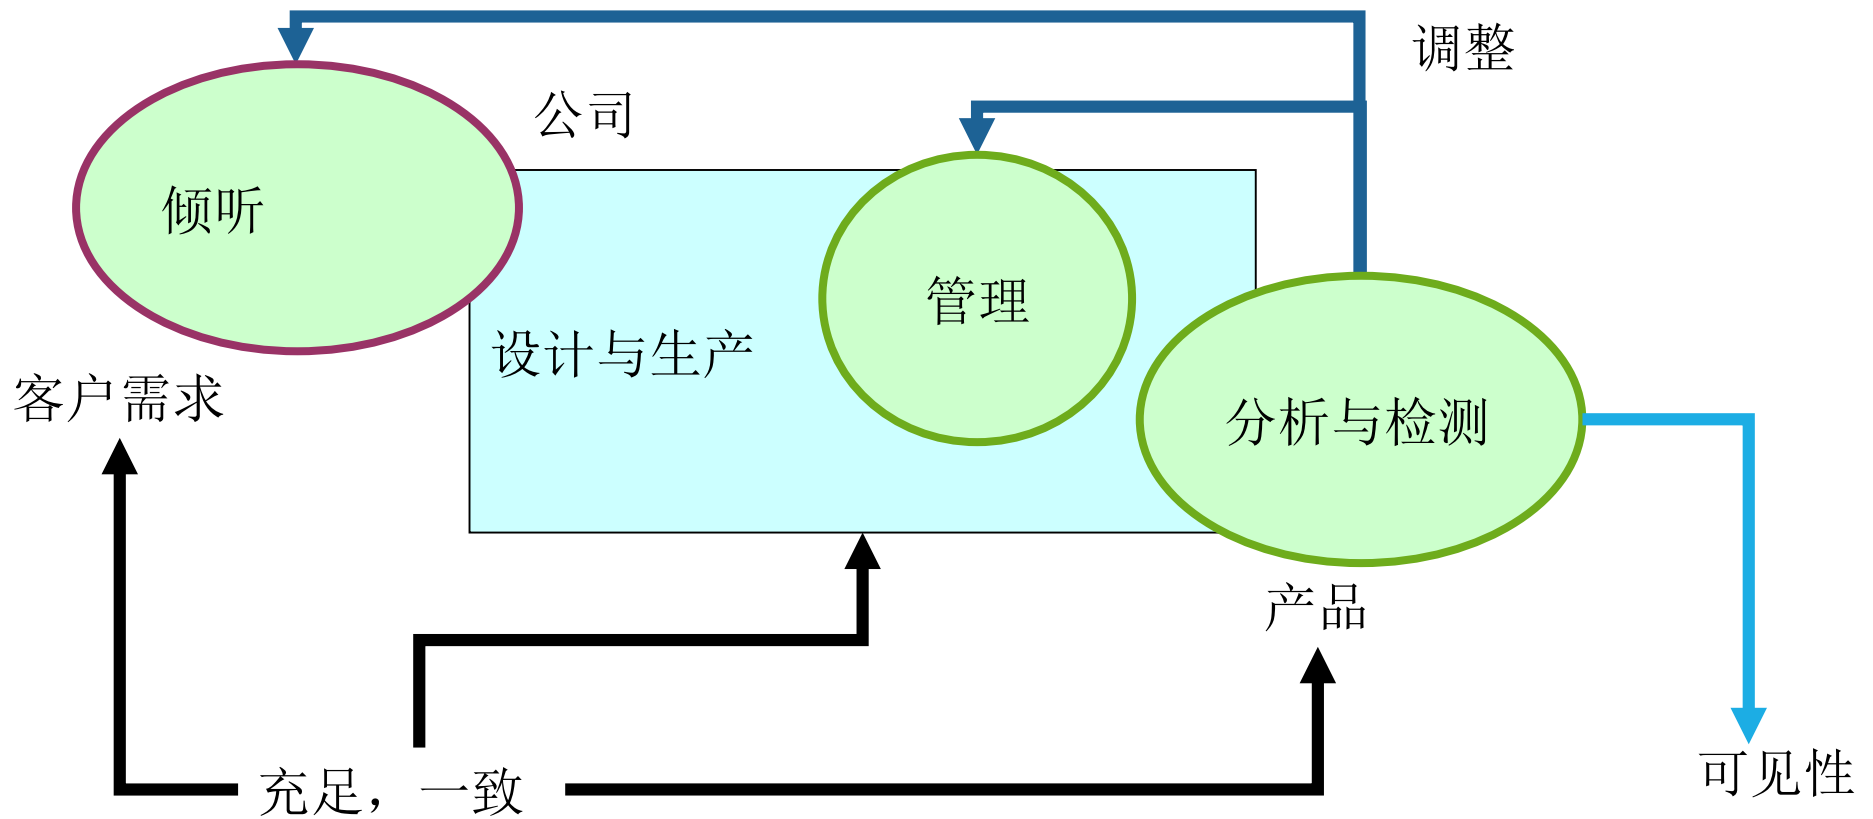 调整
公司
倾听
管理
设计与生产
客户需求
分析与检测
产品
可见性
充足，一致